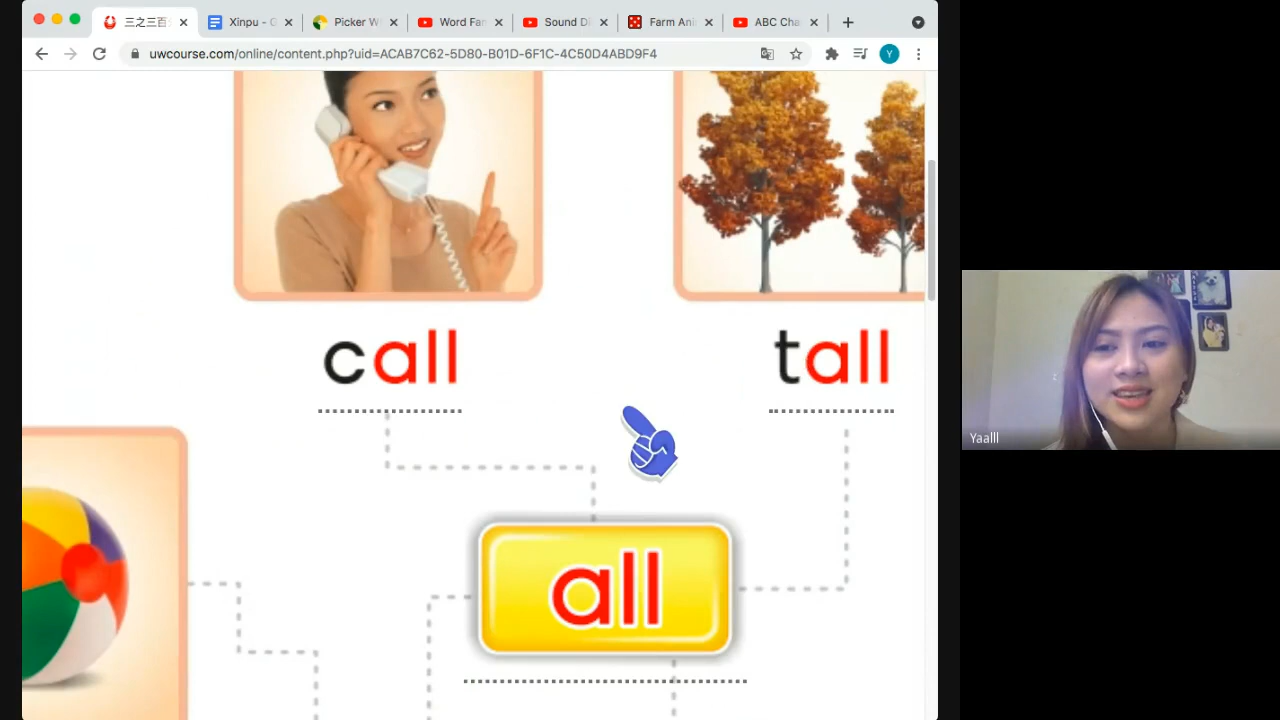 三之三百
Xinpu - G
Picker W
Word Fan
Sound Di
Farm Ani
ABC Cha
uwcourse.com/online/content.php?uid=ACAB7C62-5D80-B01D-6F1C-4C50D4ABD9F4
Y
call
tall
all
Yaalll